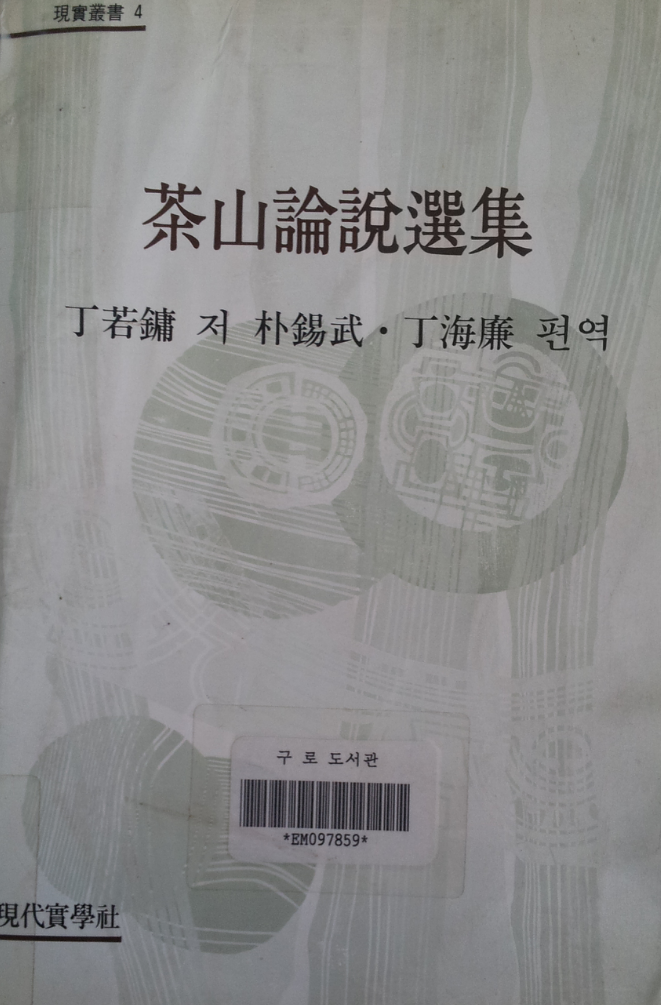 現實叢書 4
茶山論說選集
丁若鏞 저 朴錫武·丁海廉 편역
구로도서관
*EM097859*
現代實學社